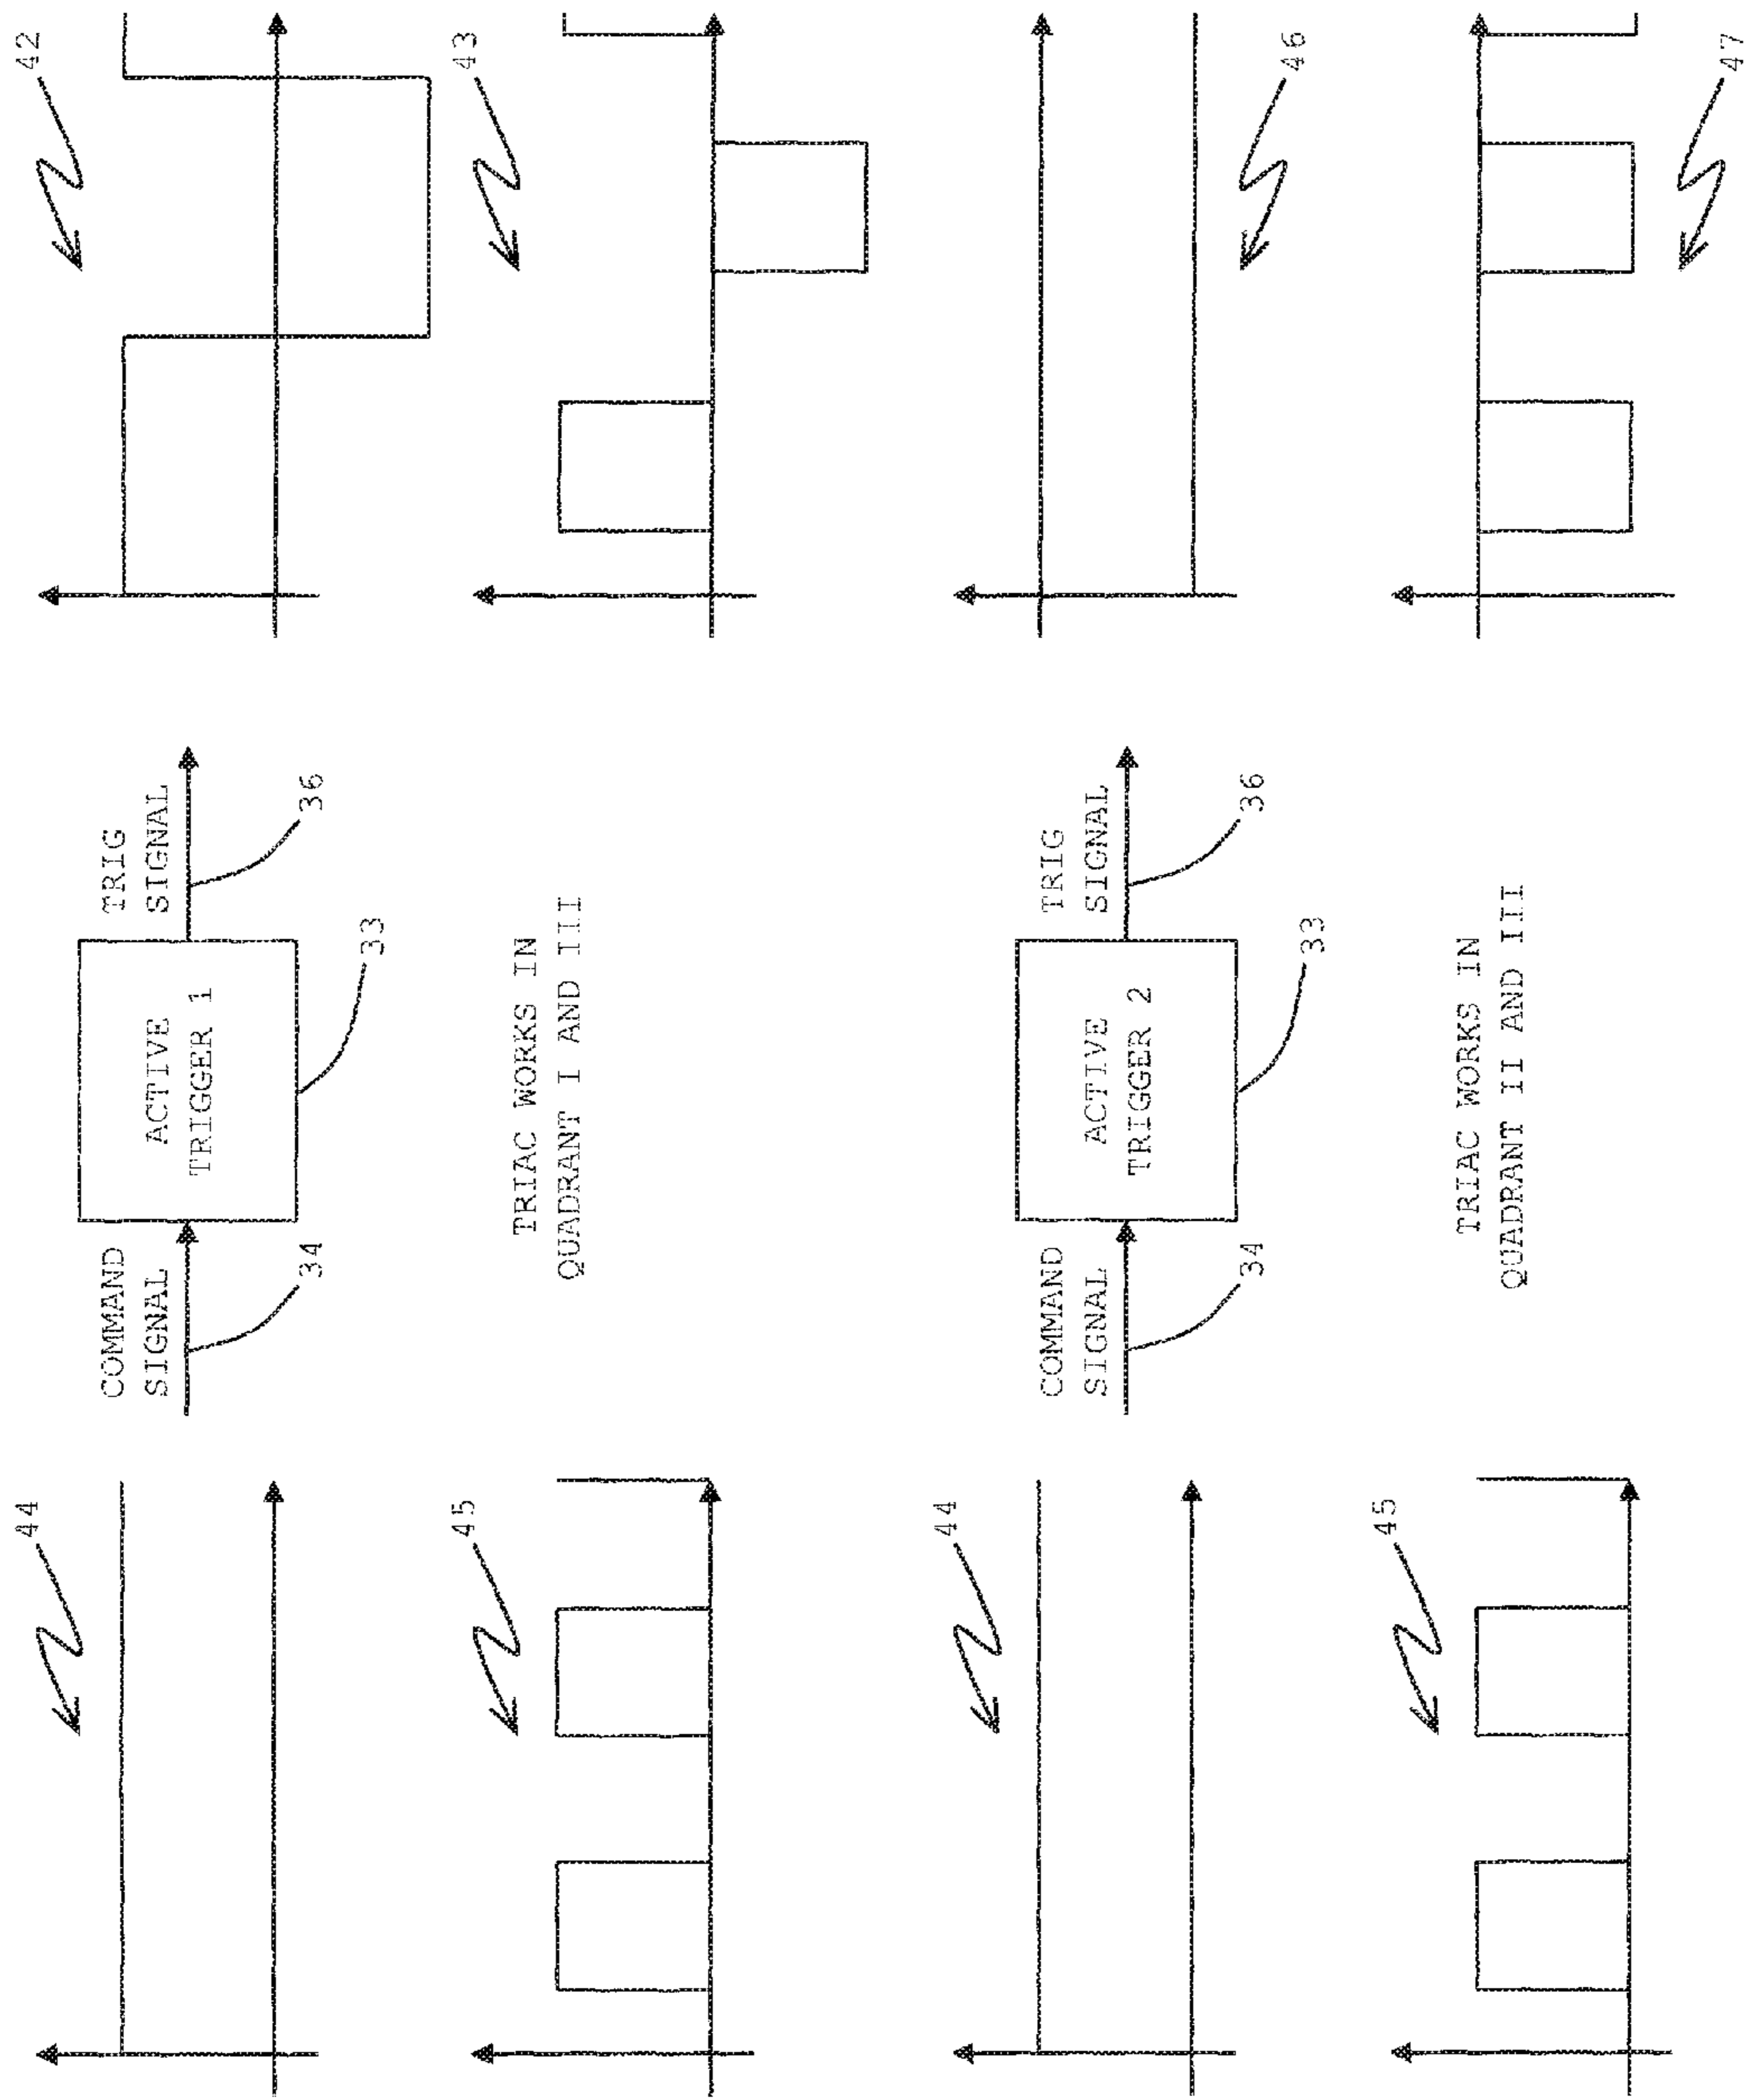 44
COMMAND
SIGNAL
34
ACTIVE
TRIGGER 1
33
TRIG
SIGNAL
36
42
45
TRIAC WORKS IN
QUADRANT I AND III
43
44
COMMAND
SIGNAL
34
ACTIVE
TRIGGER 2
33
TRIG
SIGNAL
36
46
45
TRIAC WORKS IN
QUADRANT II AND III
47